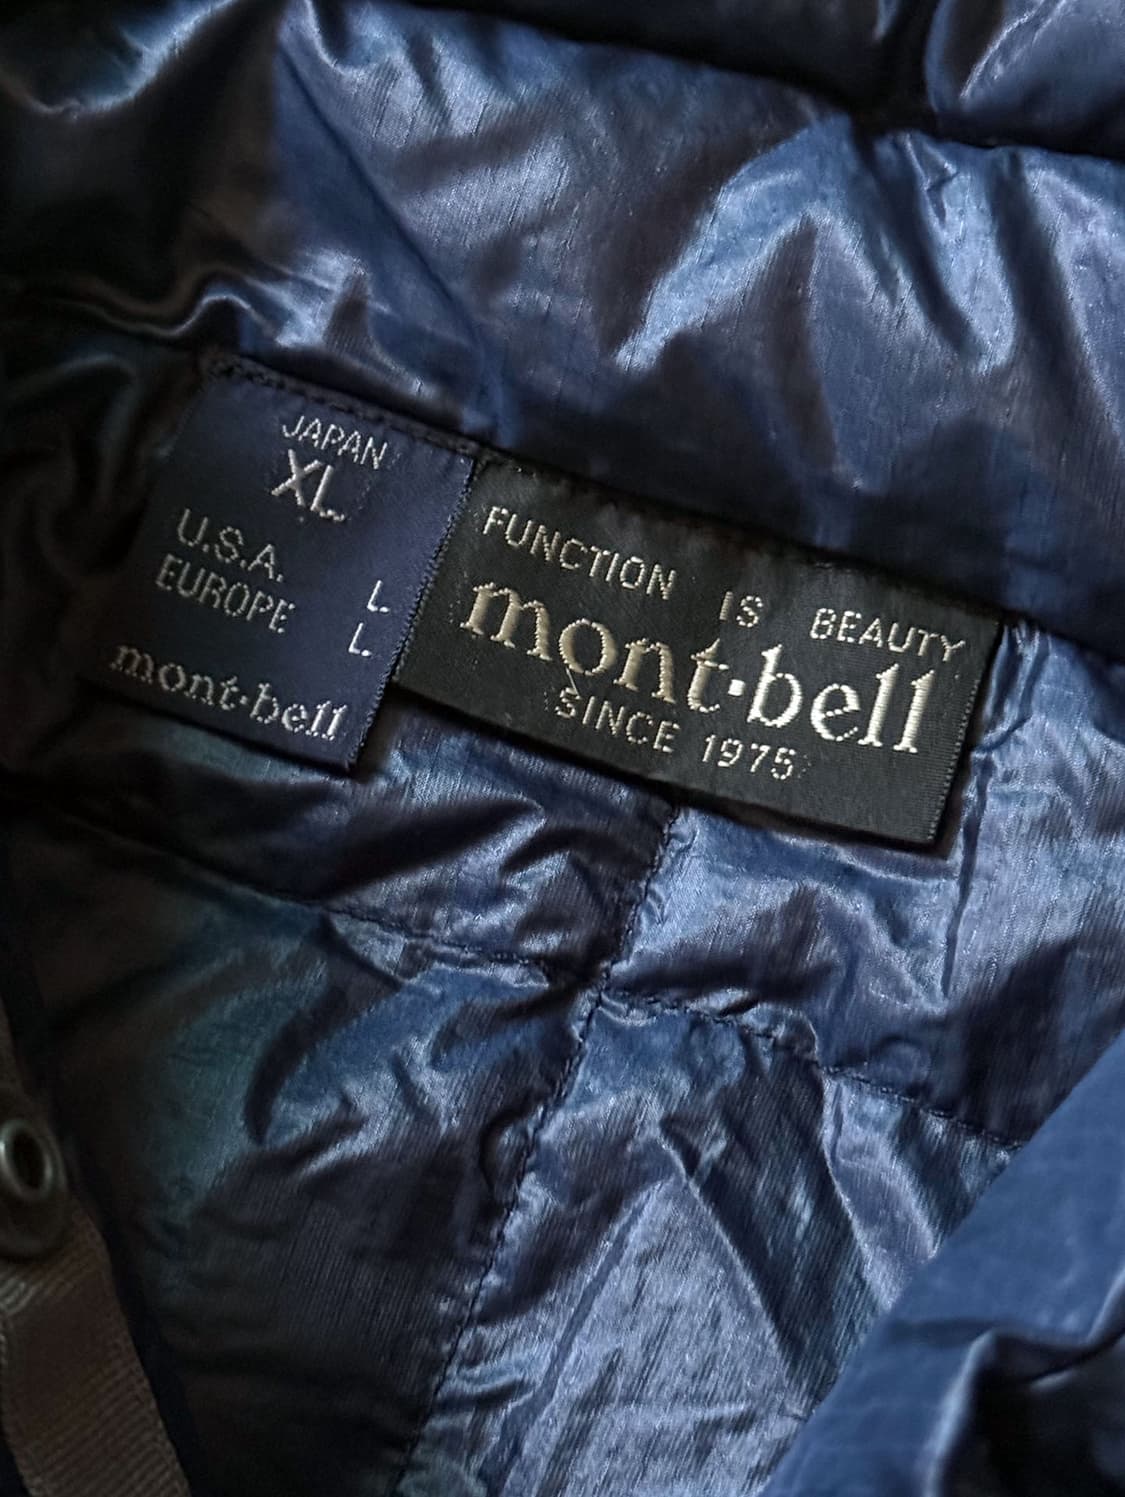 JAPAN
XL
U.S.A. L
EUROPE L
mont·bell
FUNCTION IS BEAUTY
mont·bell
SINCE 1975